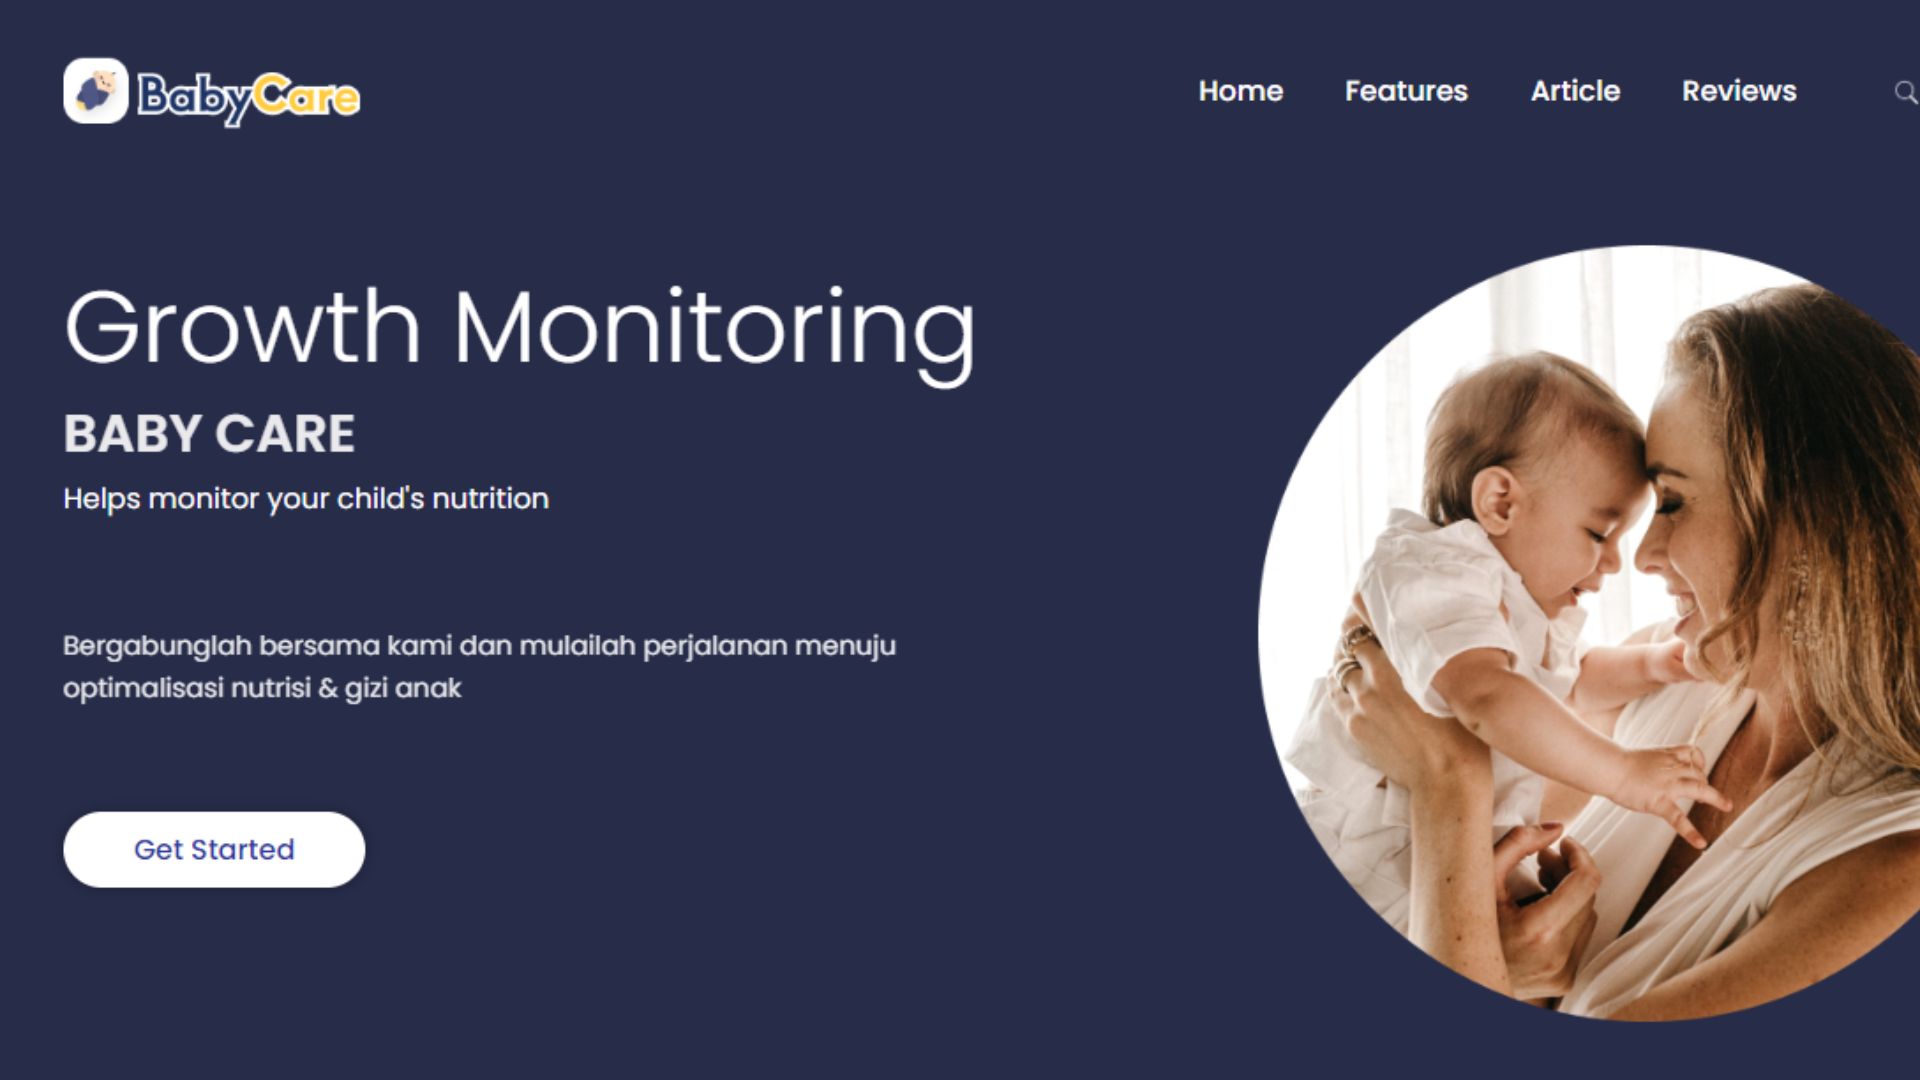 BabyCare
Home Features Article Reviews
Growth Monitoring
BABY CARE
Helps monitor your child's nutrition
Bergabunglah bersama kami dan mulailah perjalanan menuju
optimalisasi nutrisi & gizi anak
Get Started